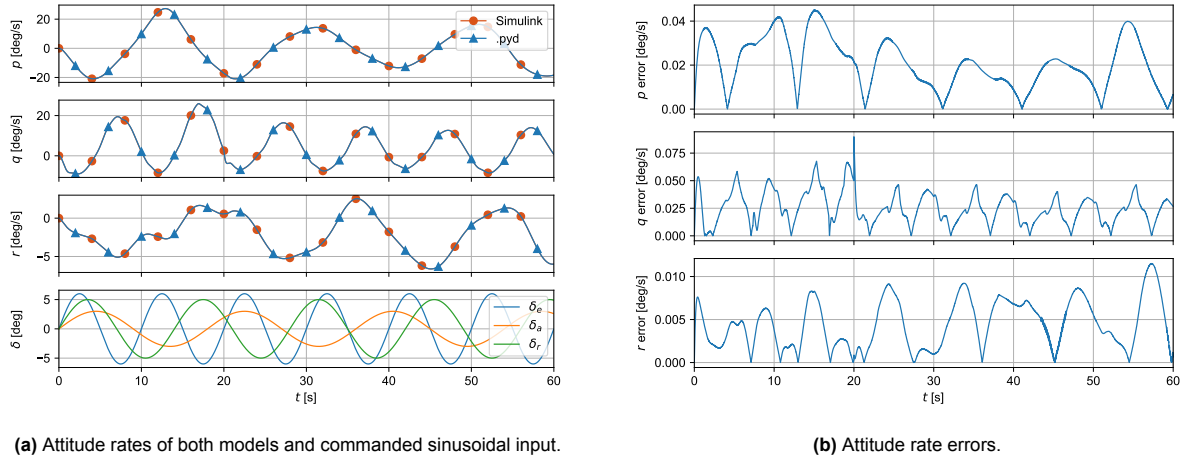 p [deg/s]
20
0
−20
Simulink
.pyd
q [deg/s]
20
0
r [deg/s]
0
−5
δ [deg]
5
0
−5
δe
δa
δr
0 10 20 30 40 50 60
t [s]
(a) Attitude rates of both models and commanded sinusoidal input.
p error [deg/s]
0.04
0.02
0.00
q error [deg/s]
0.075
0.050
0.025
0.000
r error [deg/s]
0.010
0.005
0.000
0 10 20 30 40 50 60
t [s]
(b) Attitude rate errors.